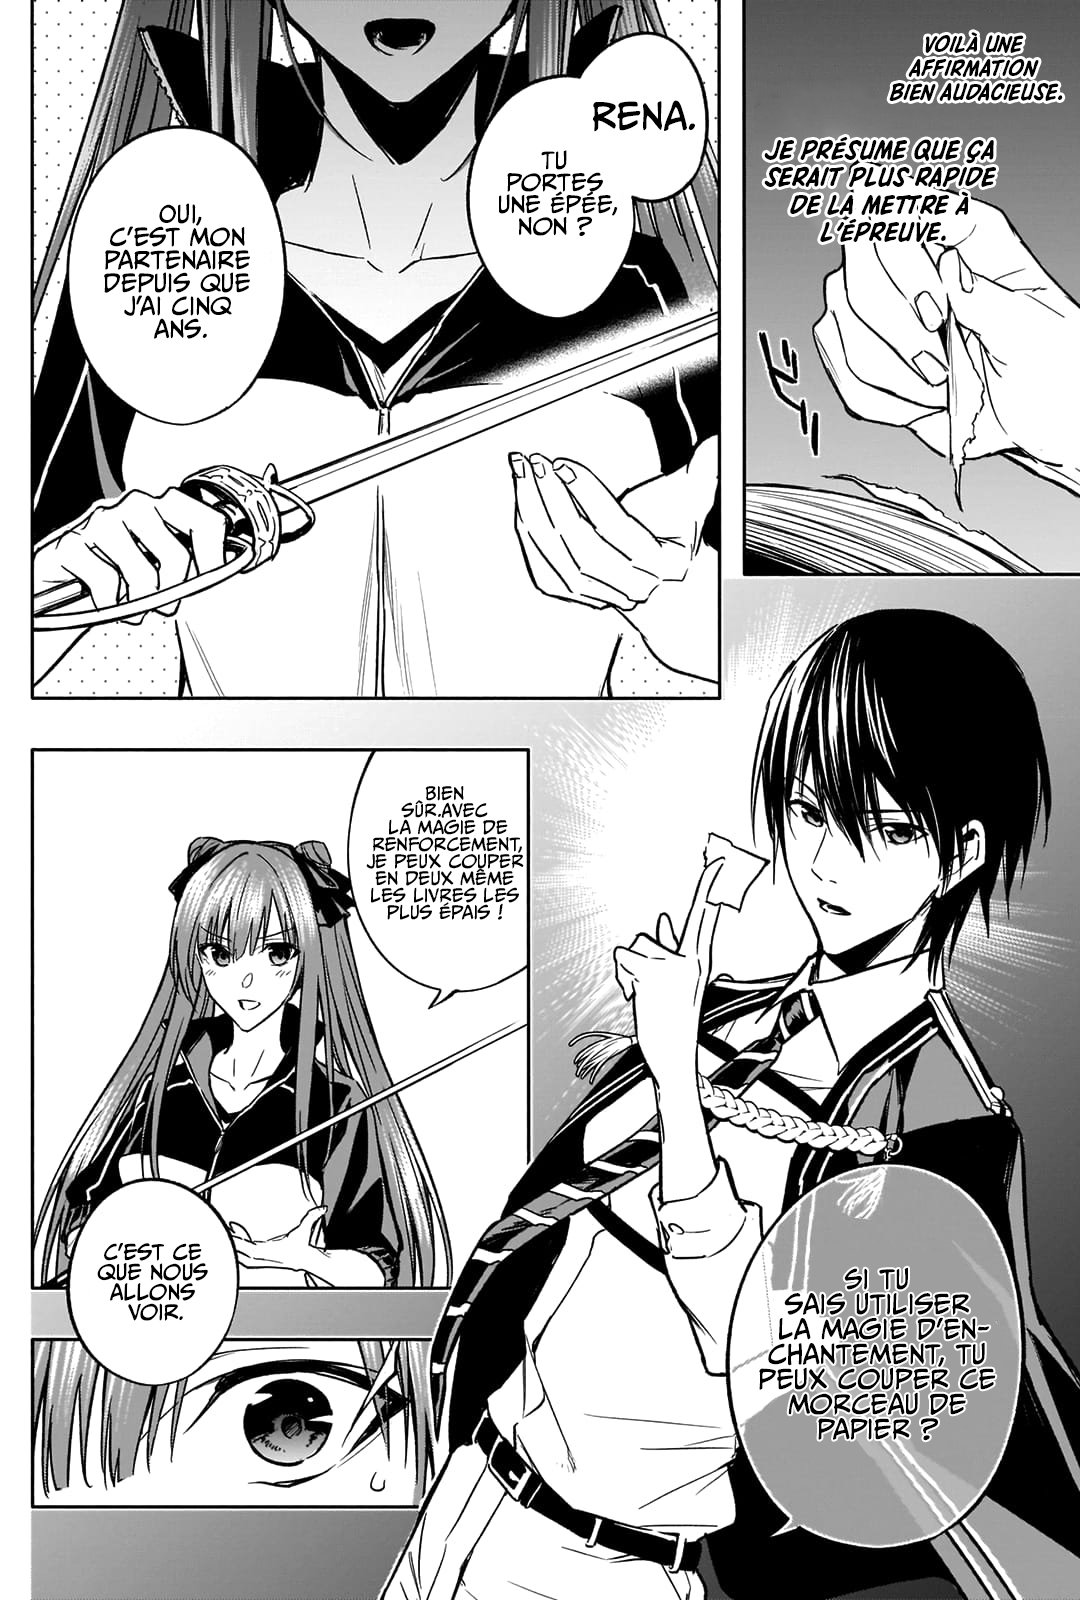 VOILÀ UNE
AFFIRMATION
BIEN AUDACIEUSE.
JE PRÉSUME QUE ÇA
SERAIT PLUS RAPIDE
DE LA METTRE À
L'ÉPREUVE.
RENA.
TU
PORTES
UNE ÉPÉE,
NON ?
OUI,
C'EST MON
PARTENAIRE
DEPUIS QUE
J'AI CINQ
ANS.
SI TU
SAIS UTILISER
LA MAGIE D'EN-
CHANTEMENT, TU
PEUX COUPER CE
MORCEAU DE
PAPIER ?
BIEN
SÛR.AVEC
LA MAGIE DE
RENFORCEMENT,
JE PEUX COUPER
EN DEUX MÊME
LES LIVRES LES
PLUS ÉPAIS !
C'EST CE
QUE NOUS
ALLONS
VOIR.